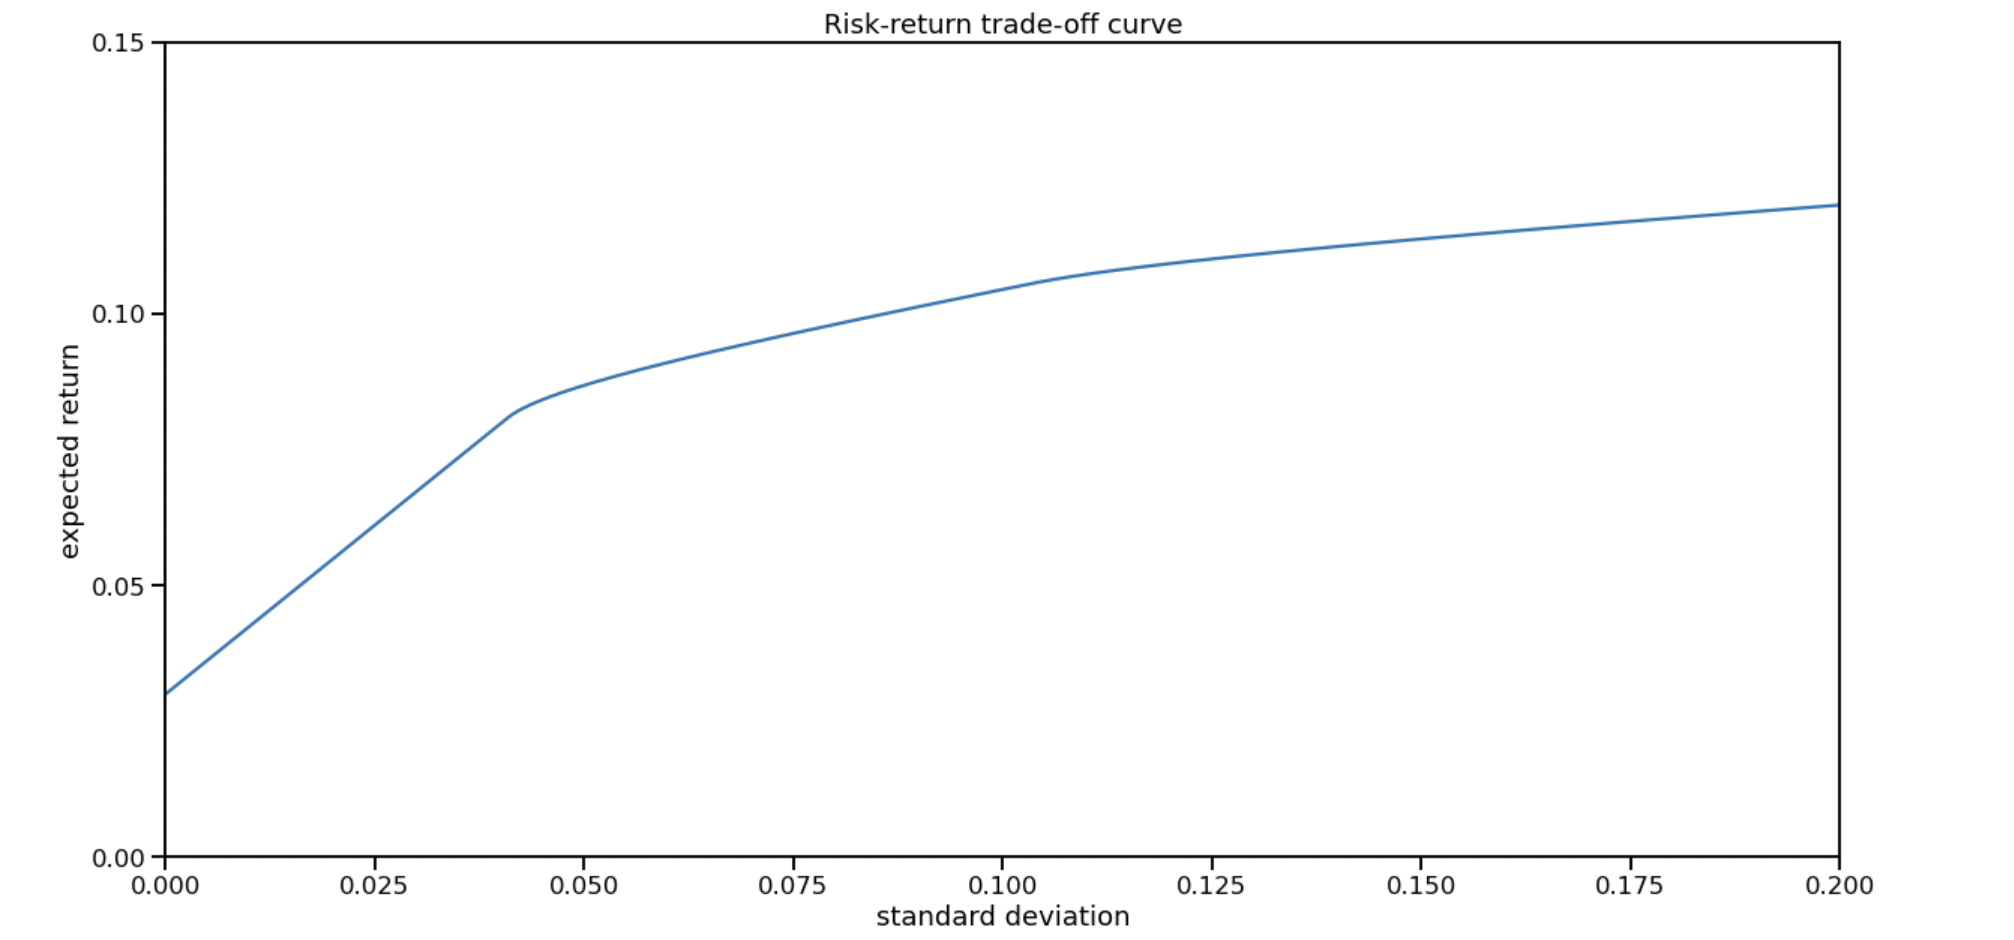 Risk-return trade-off curve
0.15
0.10
0.05
0.00
expected return
0.000 0.025 0.050 0.075 0.100 0.125 0.150 0.175 0.200
standard deviation